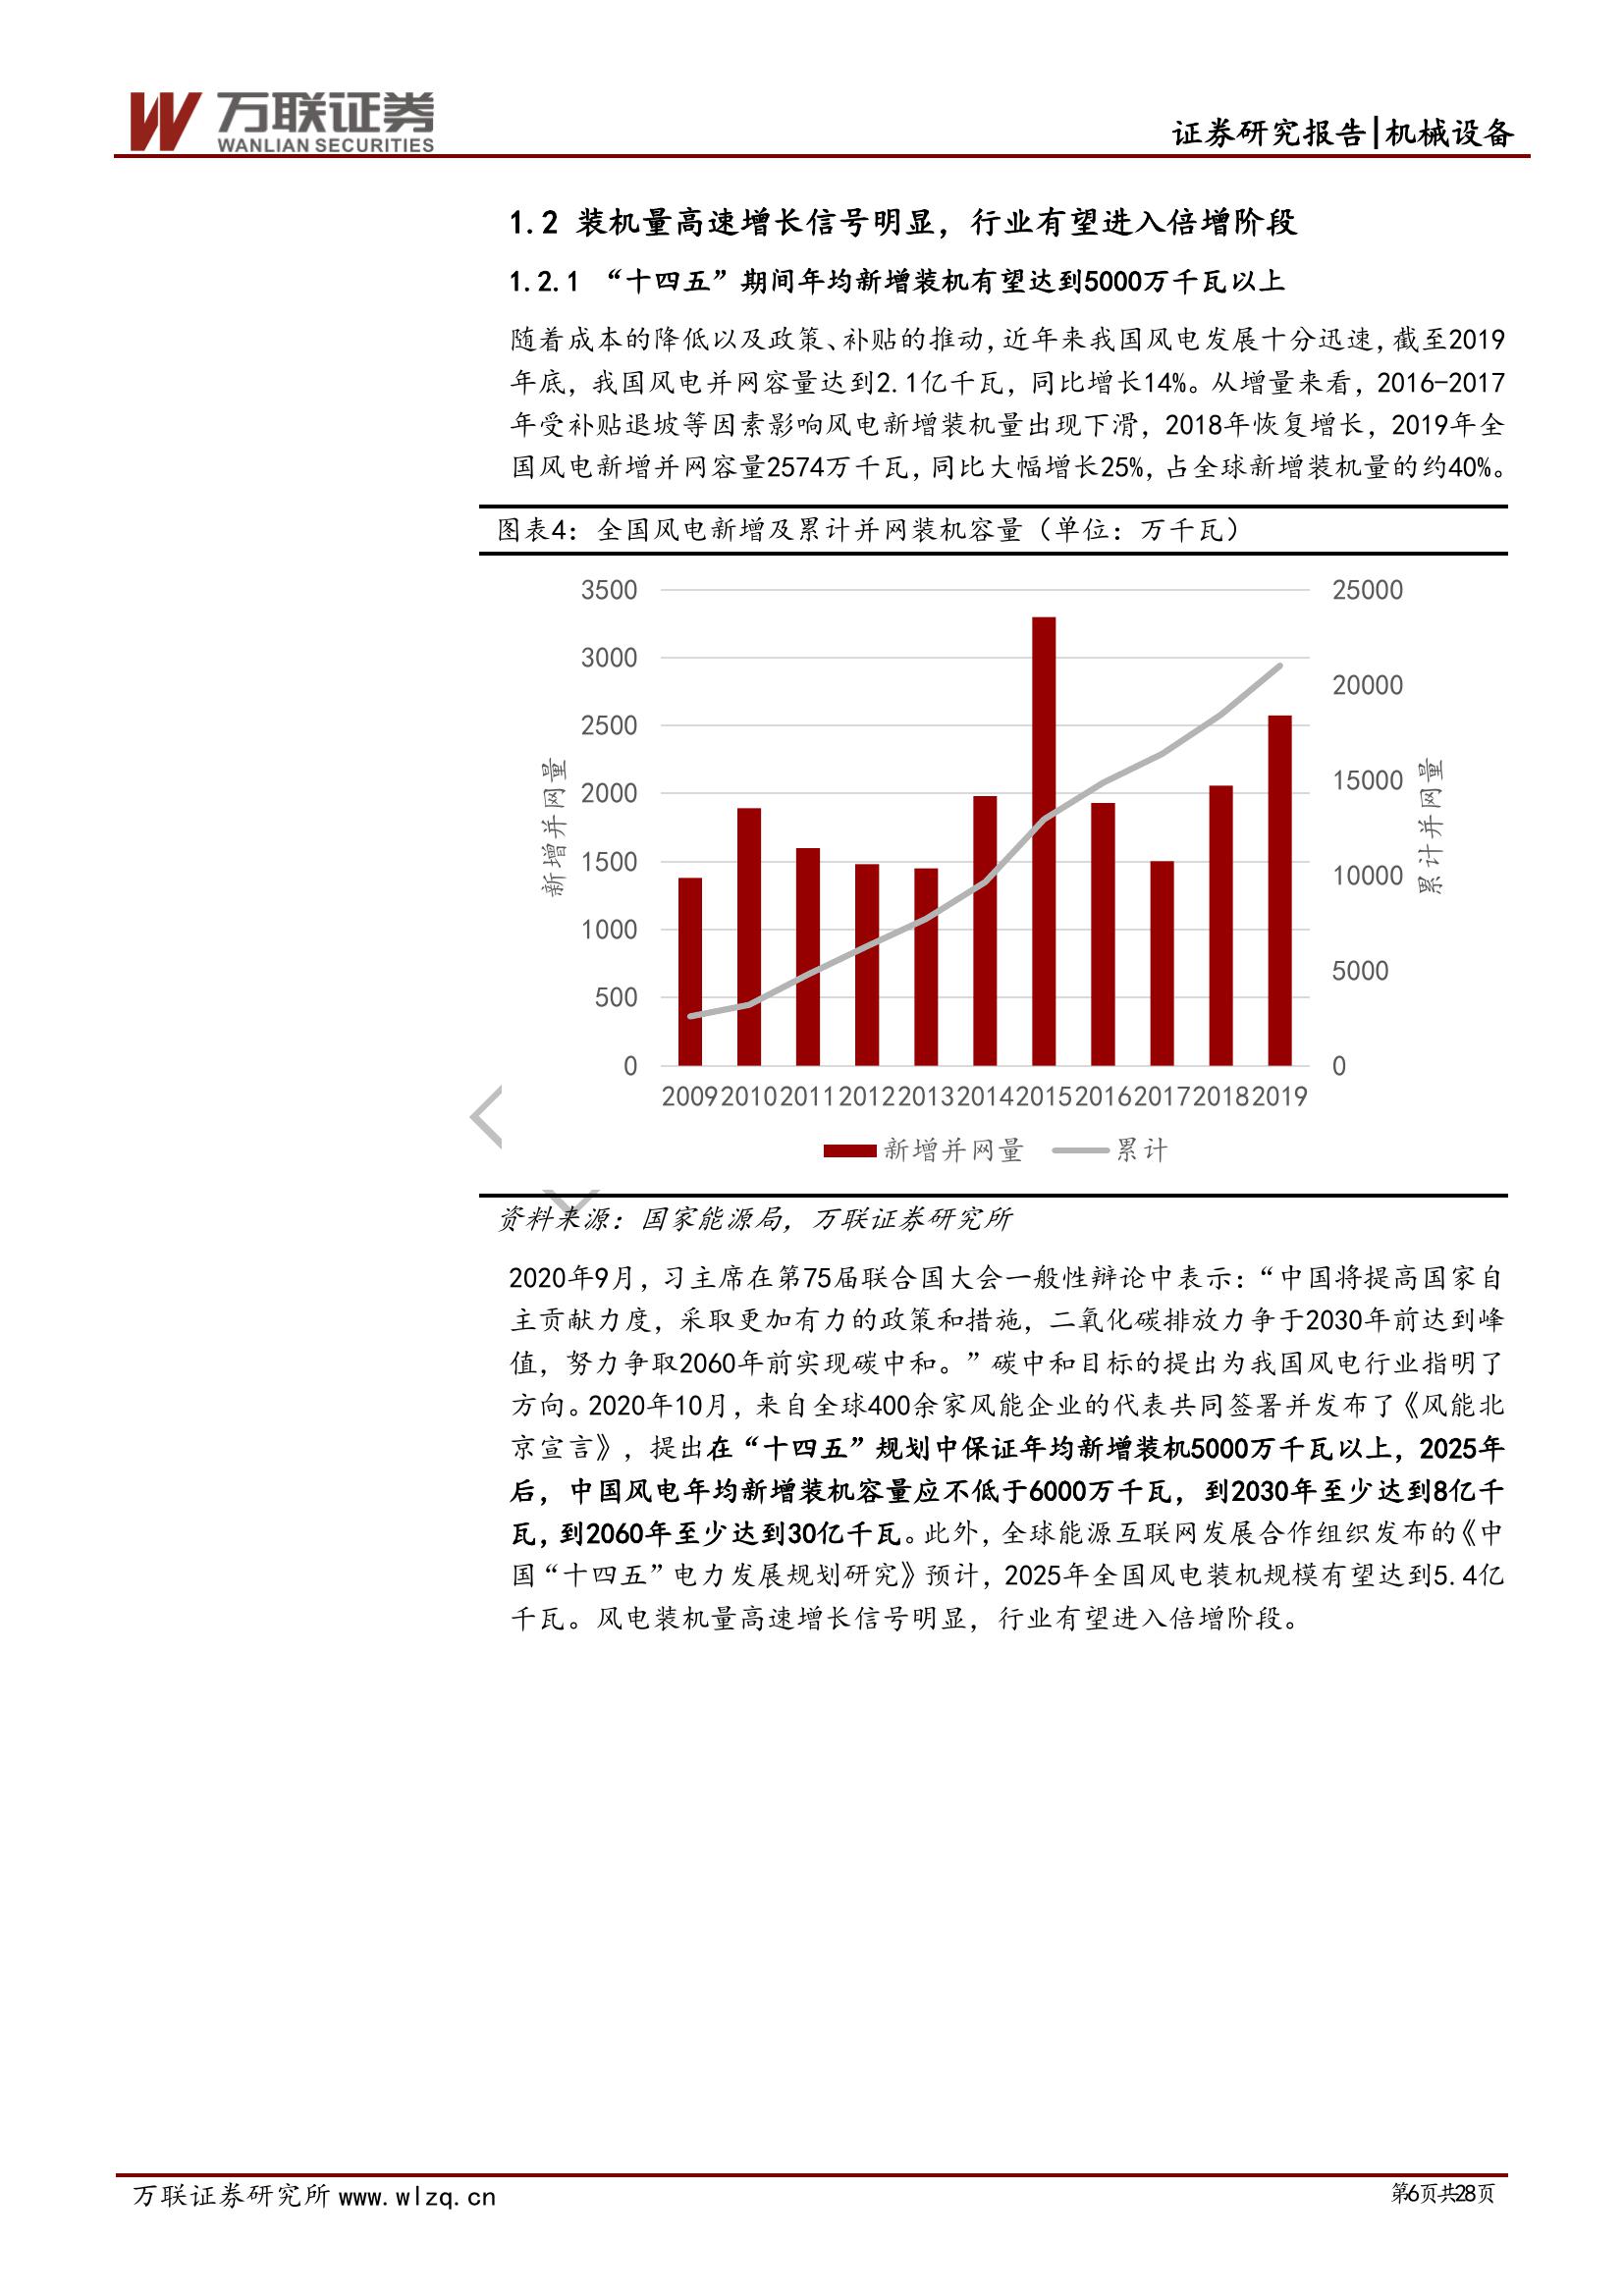 万联证券
WANLIAN SECURITIES
证券研究报告|机械设备
1.2 装机量高速增长信号明显，行业有望进入倍增阶段
1.2.1 “十四五”期间年均新增装机有望达到5000万千瓦以上
随着成本的降低以及政策、补贴的推动，近年来我国风电发展十分迅速，截至2019
年底，我国风电并网容量达到2.1亿千瓦，同比增长14%。从增量来看，2016-2017
年受补贴退坡等因素影响风电新增装机量出现下滑，2018年恢复增长，2019年全
国风电新增并网容量2574万千瓦，同比大幅增长25%，占全球新增装机量的约40%。
图表4：全国风电新增及累计并网装机容量（单位：万千瓦）
3500
3000
2500
2000
1500
1000
500
0
新增并网量
25000
20000
15000
10000
5000
0
累计并网量
2009 2010 2011 2012 2013 2014 2015 2016 2017 2018 2019
新增并网量 累计
资料来源：国家能源局，万联证券研究所
2020年9月，习主席在第75届联合国大会一般性辩论中表示：“中国将提高国家自
主贡献力度，采取更加有力的政策和措施，二氧化碳排放力争于2030年前达到峰
值，努力争取2060年前实现碳中和。”碳中和目标的提出为我国风电行业指明了
方向。2020年10月，来自全球400余家风能企业的代表共同签署并发布了《风能北
京宣言》，提出在“十四五”规划中保证年均新增装机5000万千瓦以上，2025年
后，中国风电年均新增装机容量应不低于6000万千瓦，到2030年至少达到8亿千
瓦，到2060年至少达到30亿千瓦。此外，全球能源互联网发展合作组织发布的《中
国“十四五”电力发展规划研究》预计，2025年全国风电装机规模有望达到5.4亿
千瓦。风电装机量高速增长信号明显，行业有望进入倍增阶段。
万联证券研究所 www.wlzq.cn
第6页共28页